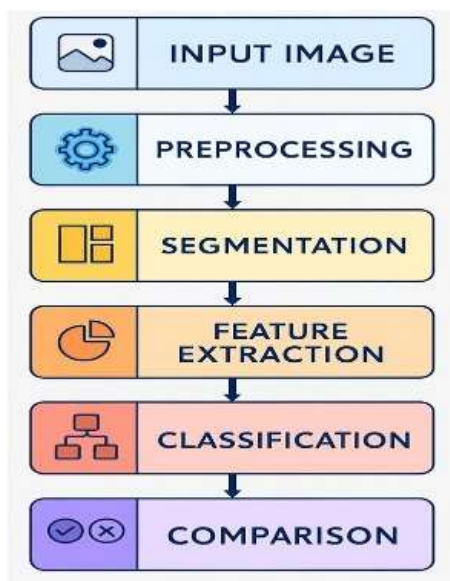 INPUT IMAGE
PREPROCESSING
SEGMENTATION
FEATURE
EXTRACTION
CLASSIFICATION
COMPARISON